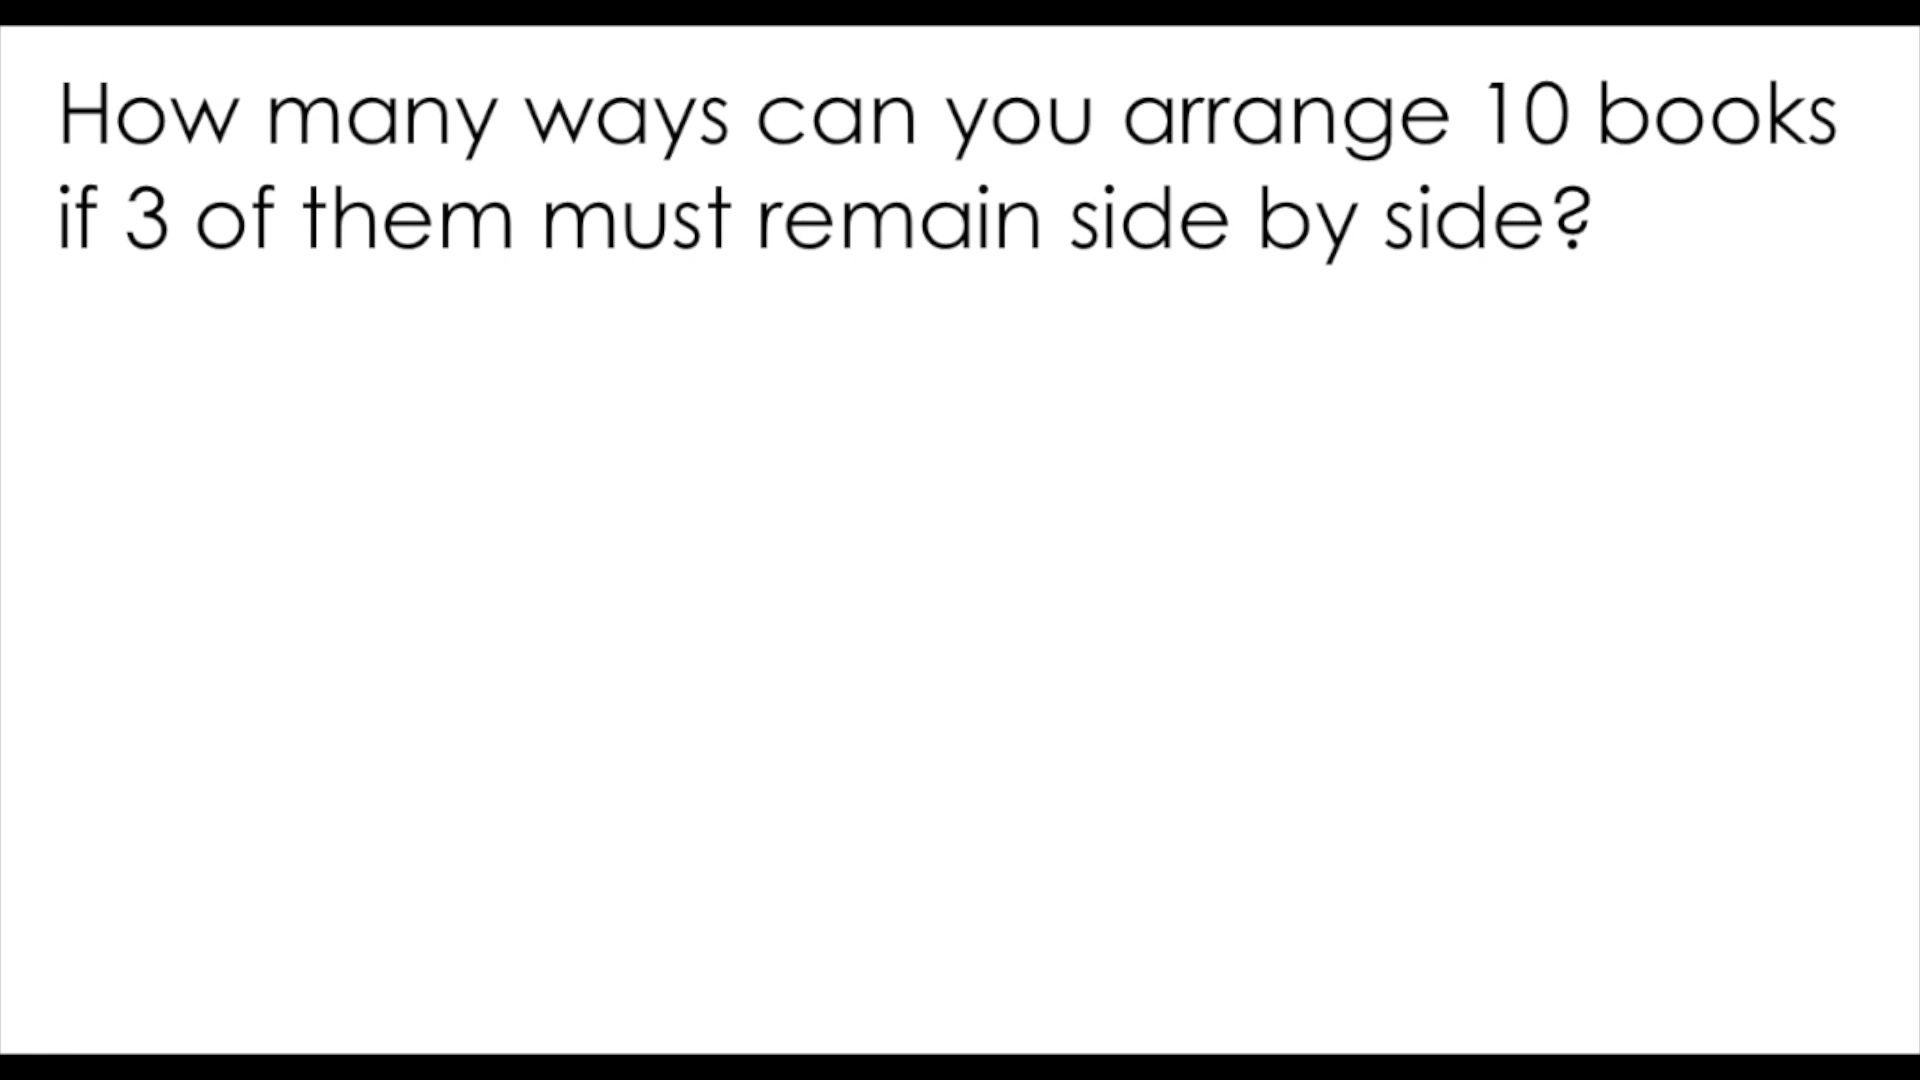 How many ways can you arrange 10 books
if 3 of them must remain side by side?